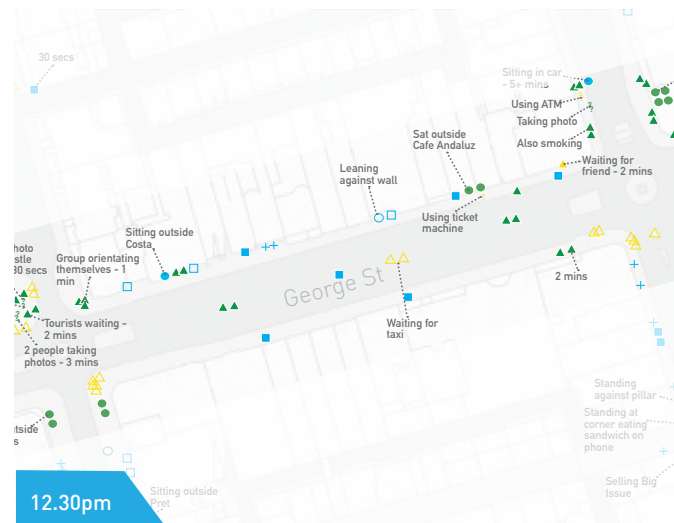 30 secs
Sitting in car
- 5+ mins
Using ATM
Taking photo
Also smoking
Sat outside
Cafe Andaluz
Waiting for
friend - 2 mins
Leaning
against wall
Using ticket
machine
Sitting outside
Costa
Group orientating
themselves - 1
min
30 secs
George St
2 mins
Tourists waiting -
2 mins
Waiting for
taxi
2 people taking
photos - 3 mins
Standing
against pillar
Standing at
corner eating
sandwich on
phone
Selling Big
Issue
Sitting outside
Pret
12.30pm